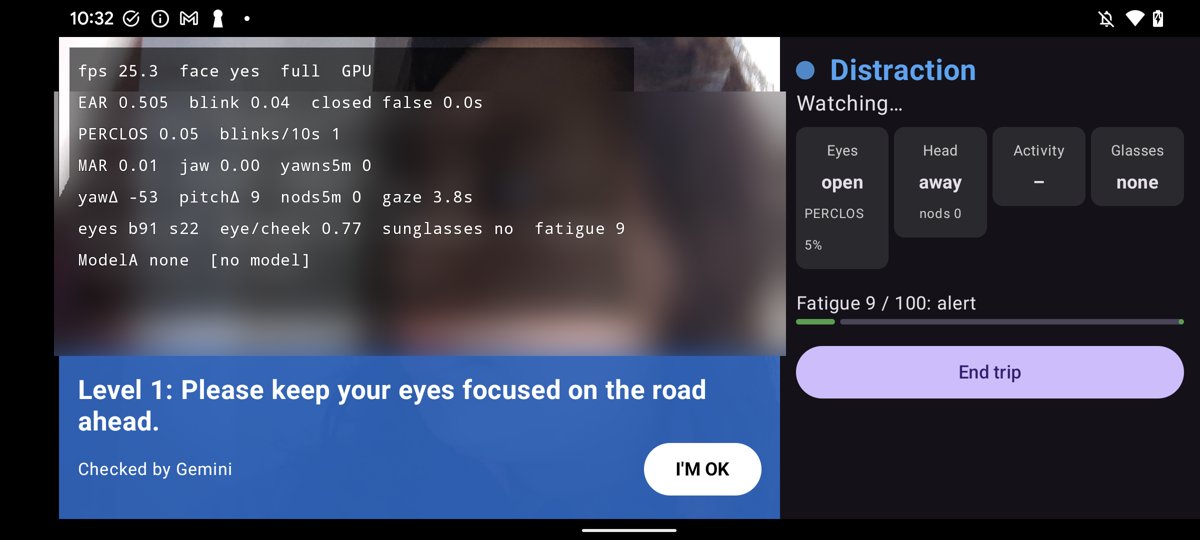 10:32
fps 25.3 face yes full GPU
EAR 0.505 blink 0.04 closed false 0.0s
PERCLOS 0.05 blinks/10s 1
MAR 0.01 jaw 0.00 yawns5m 0
yawΔ -53 pitchΔ 9 nods5m 0 gaze 3.8s
eyes b91 s22 eye/cheek 0.77 sunglasses no fatigue 9
ModelA none [no model]
Level 1: Please keep your eyes focused on the road
ahead.
Checked by Gemini
I'M OK
Distraction
Watching…
Eyes
open
PERCLOS
5%
Head
away
nods 0
Activity
–
Glasses
none
Fatigue 9 / 100: alert
End trip